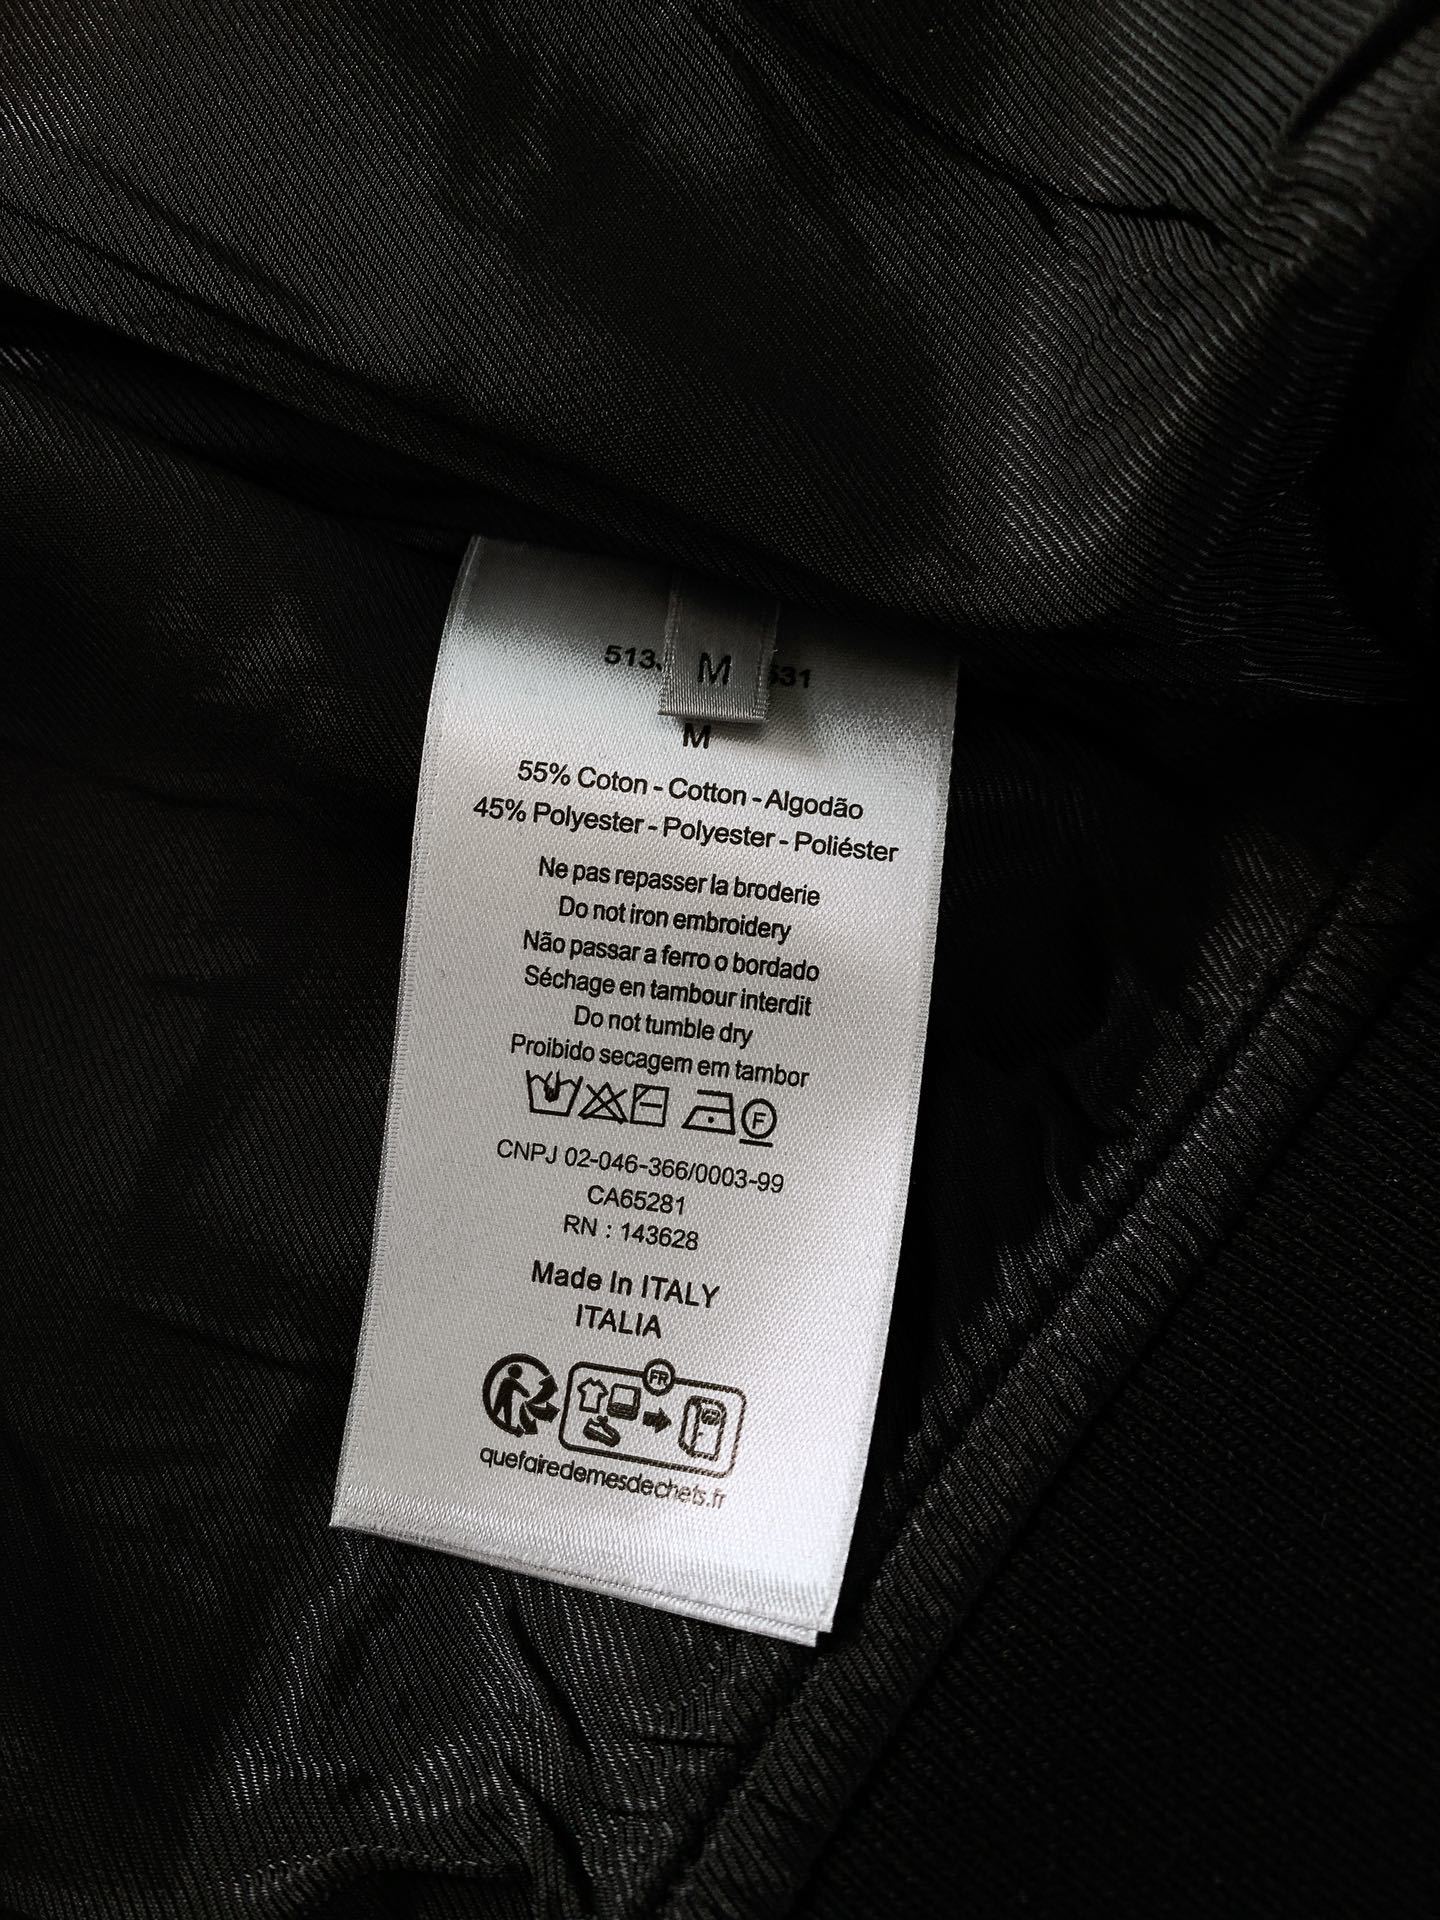 M
M
55% Coton - Cotton - Algodão
45% Polyester - Polyester - Poliéster
Ne pas repasser la broderie
Do not iron embroidery
Não passar a ferro o bordado
Séchage en tambour interdit
Do not tumble dry
Proibido secagem em tambor
F
CNPJ 02-046-366/0003-99
CA65281
RN : 143628
Made In ITALY
ITALIA
FR
quefairedemesdechets.fr